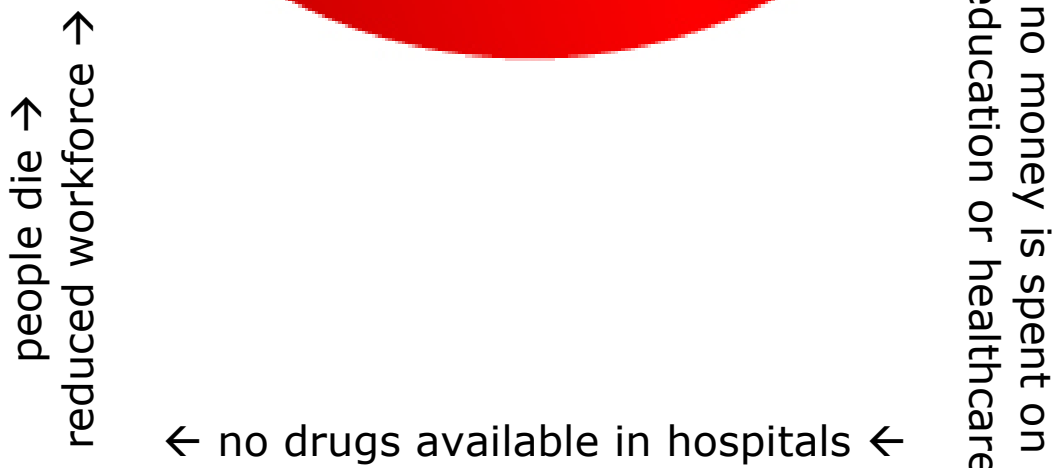 no money is spent on
education or healthcare
← no drugs available in hospitals ←
people die →
reduced workforce →